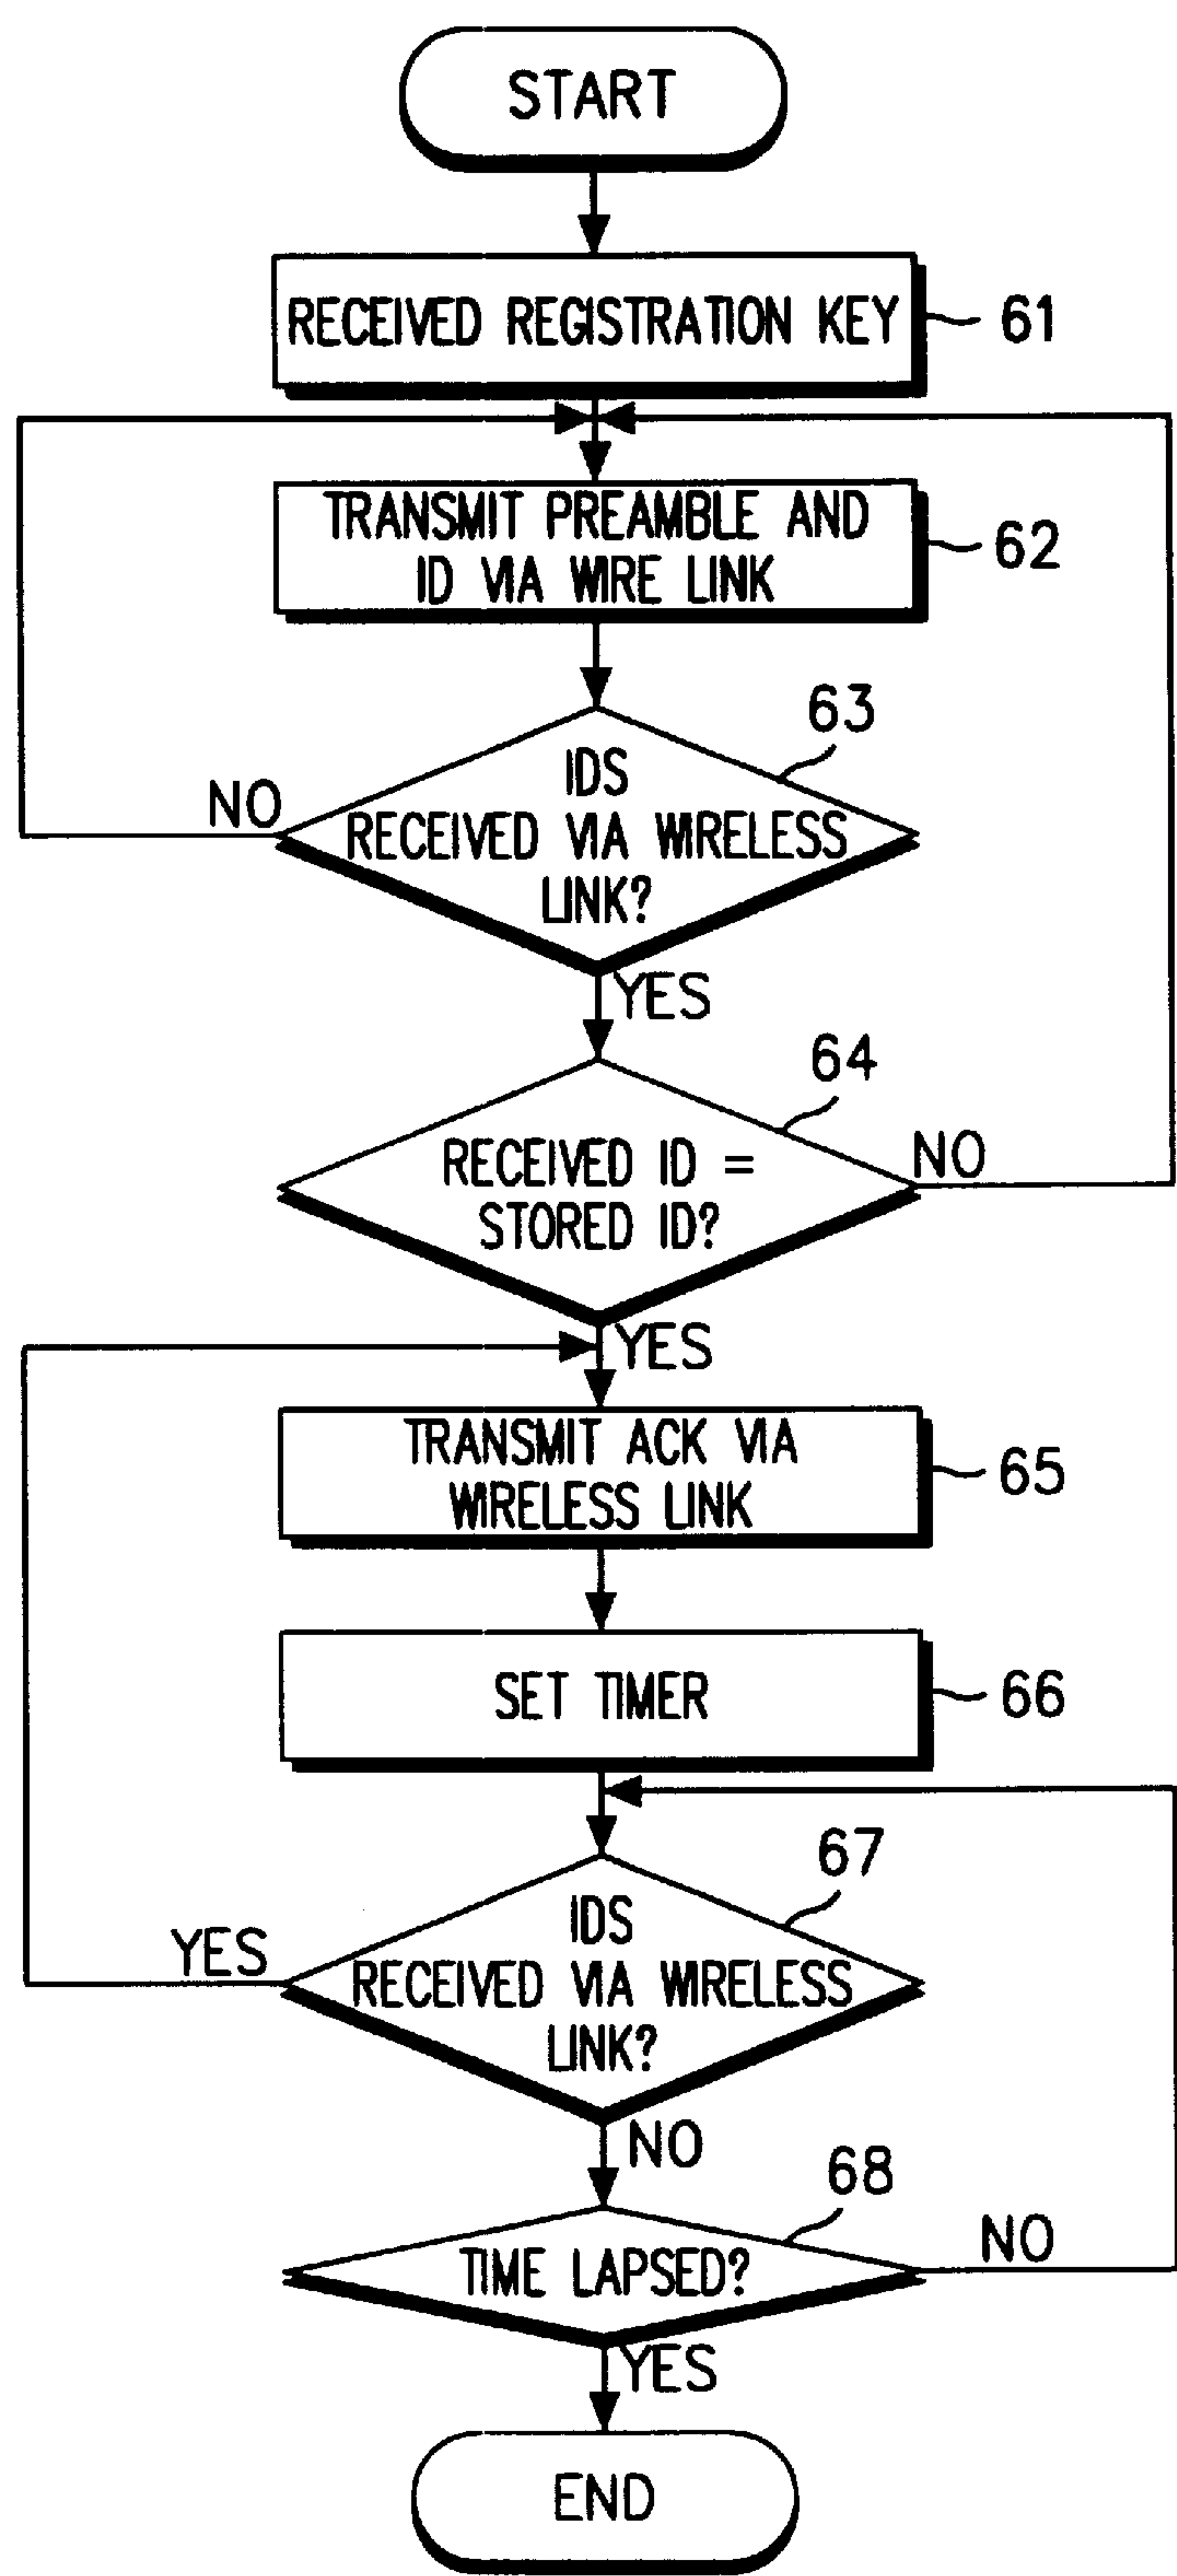 START
RECEIVED REGISTRATION KEY
61
TRANSMIT PREAMBLE AND
ID VIA WIRE LINK
62
63
IDS
RECEIVED VIA WIRELESS
LINK?
NO
YES
64
RECEIVED ID =
STORED ID?
NO
YES
TRANSMIT ACK VIA
WIRELESS LINK
65
SET TIMER
66
67
IDS
RECEIVED VIA WIRELESS
LINK?
YES
NO
68
TIME LAPSED?
NO
YES
END